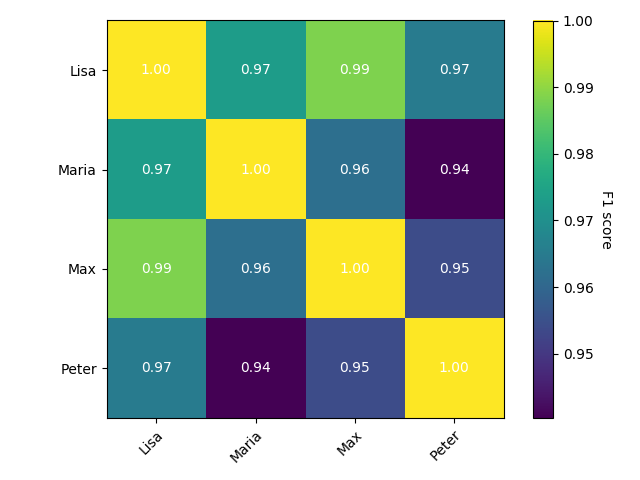 Lisa 1.00 0.97 0.99 0.97
Maria 0.97 1.00 0.96 0.94
Max 0.99 0.96 1.00 0.95
Peter 0.97 0.94 0.95 1.00
Lisa Maria Max Peter
1.00
0.99
0.98
0.97
0.96
0.95
F1 score